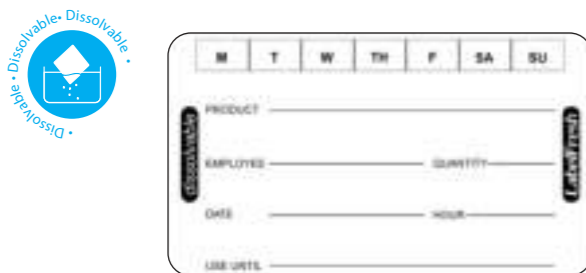 Dissolvable • Dissolvable • Dissolvable •
M T W TH F SA SU
PRODUCT
dissolvable
LabelFresh
EMPLOYEE QUANTITY
DATE HOUR
USE UNTIL